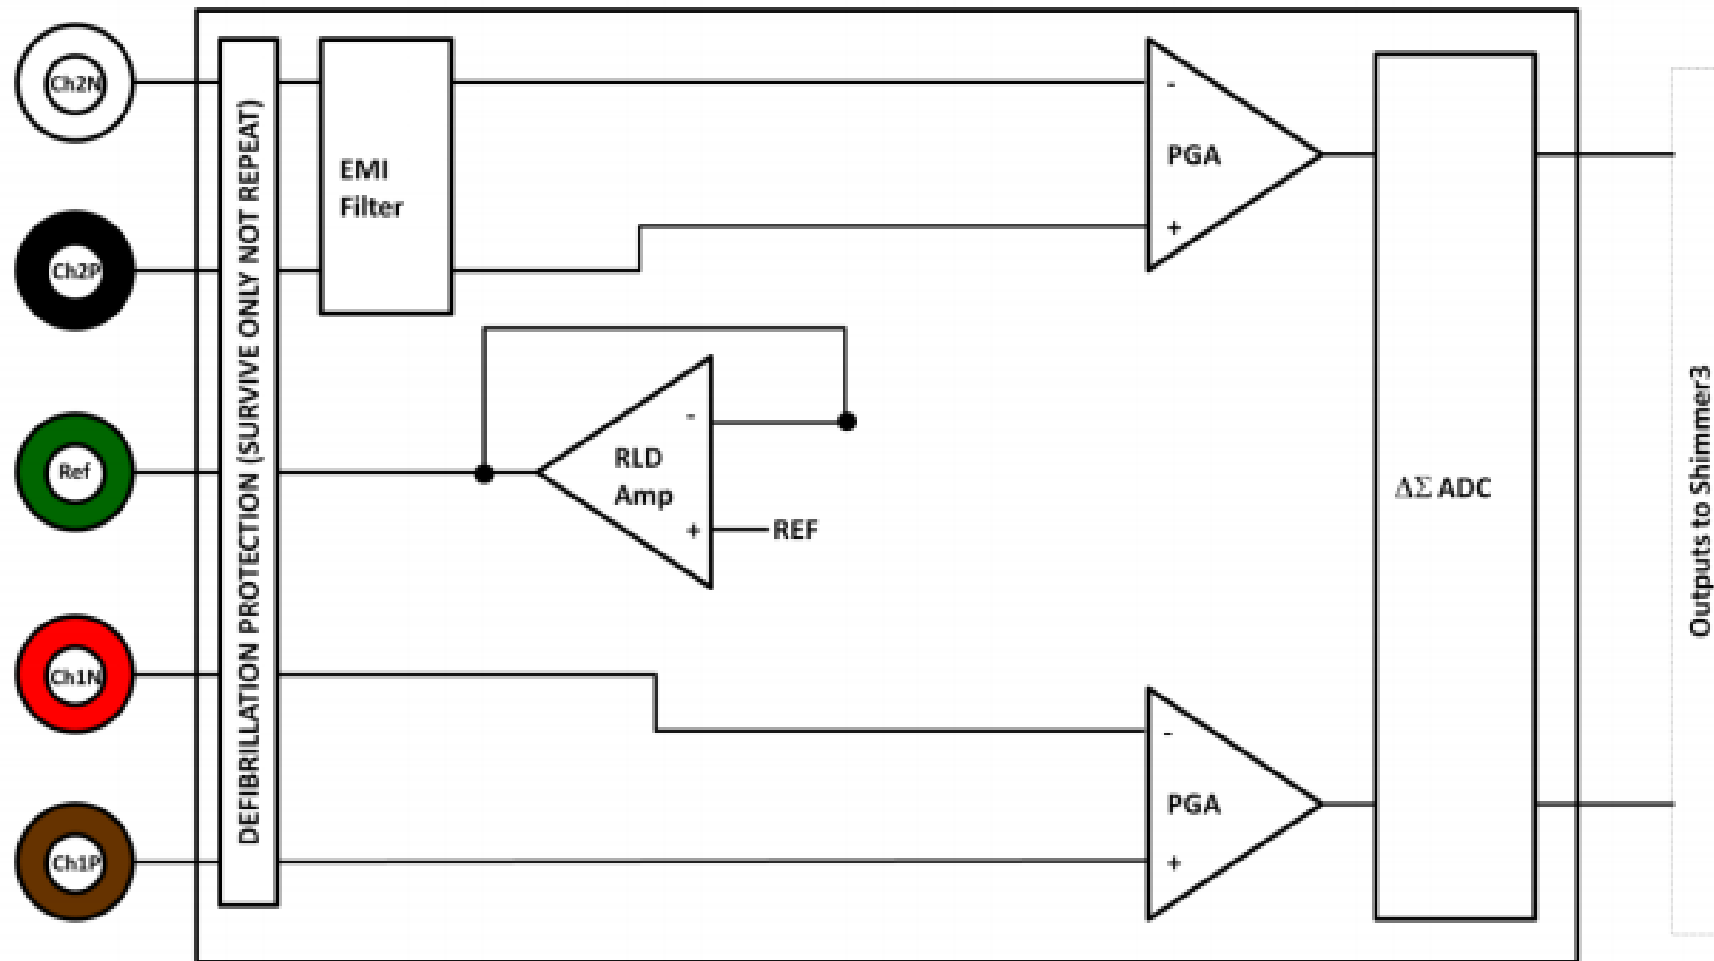 Ch2N
Ch2P
Ref
Ch1N
Ch1P
DEFIBRILLATION PROTECTION (SURVIVE ONLY NOT REPEAT)
EMI
Filter
-
PGA
+
-
RLD
Amp
+
REF
-
PGA
+
ΔΣ ADC
Outputs to Shimmer3